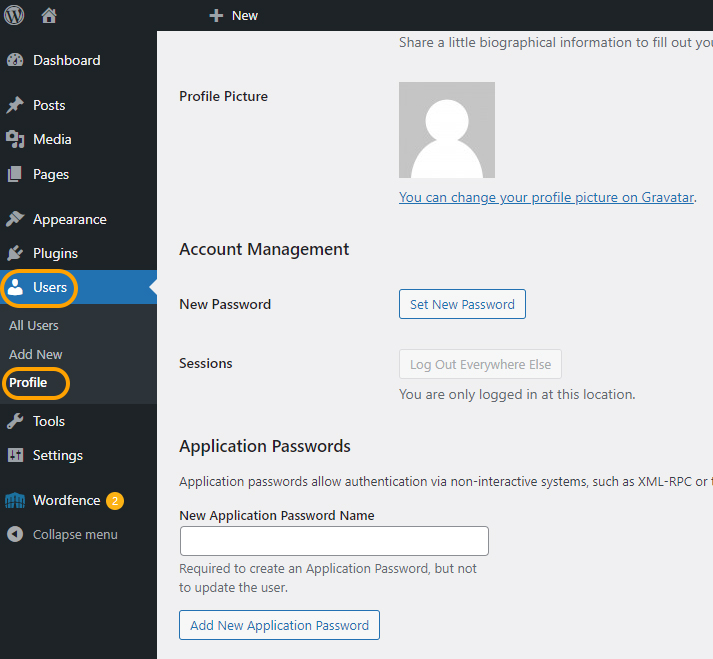 New
Dashboard
Posts
Media
Pages
Appearance
Plugins
Users
All Users
Add New
Profile
Tools
Settings
Wordfence 2
Collapse menu
Share a little biographical information to fill out
Profile Picture
You can change your profile picture on Gravatar.
Account Management
New Password
Set New Password
Sessions
Log Out Everywhere Else
You are only logged in at this location.
Application Passwords
Application passwords allow authentication via non-interactive systems, such as XML-RPC or
New Application Password Name
Required to create an Application Password, but not
to update the user.
Add New Application Password